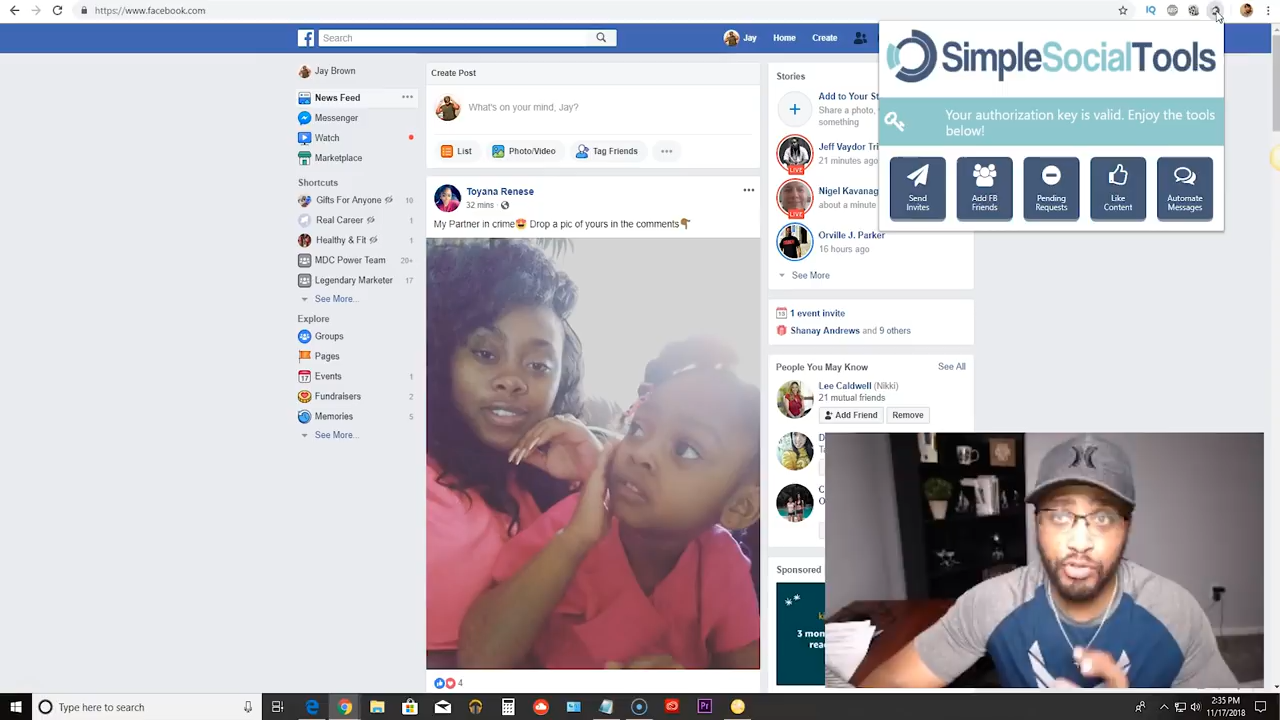 https://www.facebook.com
IQ
SimpleSocialTools
Your authorization key is valid. Enjoy the tools
below!
Send
Invites
Add FB
Friends
Pending
Requests
Like
Content
Automate
Messages
Search
Jay
Home
Create
Jay Brown
News Feed
Messenger
Watch
Marketplace
Shortcuts
Gifts For Anyone 10
Real Career 1
Healthy & Fit 1
MDC Power Team 20+
Legendary Marketer 17
See More...
Explore
Groups
Pages
Events 1
Fundraisers 2
Memories 5
See More...
Create Post
What's on your mind, Jay?
List
Photo/Video
Tag Friends
Toyana Renese
32 mins
My Partner in crime Drop a pic of yours in the comments
4
Stories
Add to Your St
Share a photo,
something
Jeff Vaydor Tri
21 minutes ago
LIVE
Nigel Kavanag
about a minute
LIVE
Orville J. Parker
16 hours ago
See More
1 event invite
Shanay Andrews and 9 others
People You May Know See All
Lee Caldwell (Nikki)
21 mutual friends
Add Friend
Remove
Sponsored
3 mon
rea
Type here to search
Pr
2:35 PM
11/17/2018